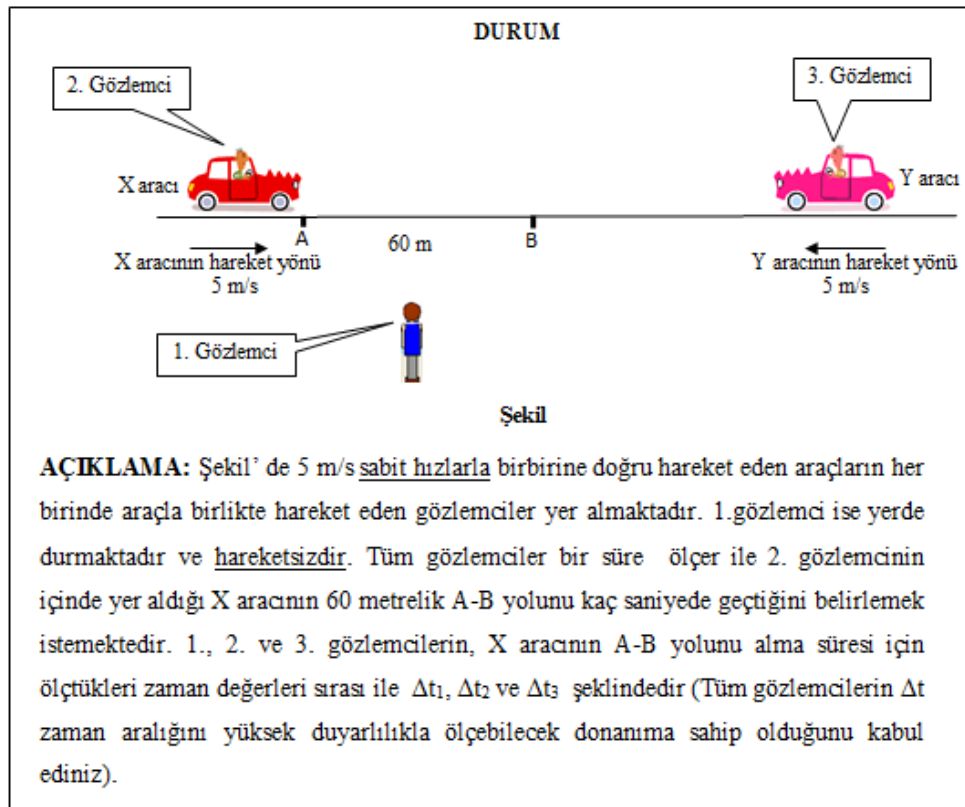 DURUM
2. Gözlemci
3. Gözlemci
X aracı
Y aracı
A
60 m
B
X aracının hareket yönü
5 m/s
Y aracının hareket yönü
5 m/s
1. Gözlemci
Şekil
AÇIKLAMA: Şekil’ de 5 m/s sabit hızlarla birbirine doğru hareket eden araçların her
birinde araçla birlikte hareket eden gözlemciler yer almaktadır. 1.gözlemci ise yerde
durmaktadır ve hareketsizdir. Tüm gözlemciler bir süre ölçer ile 2. gözlemcinin
içinde yer aldığı X aracının 60 metrelik A-B yolunu kaç saniyede geçtiğini belirlemek
istemektedir. 1., 2. ve 3. gözlemcilerin, X aracının A-B yolunu alma süresi için
ölçtükleri zaman değerleri sırası ile Δt₁, Δt₂ ve Δt₃ şeklindedir (Tüm gözlemcilerin Δt
zaman aralığını yüksek duyarlılıkla ölçebilecek donanıma sahip olduğunu kabul
ediniz).